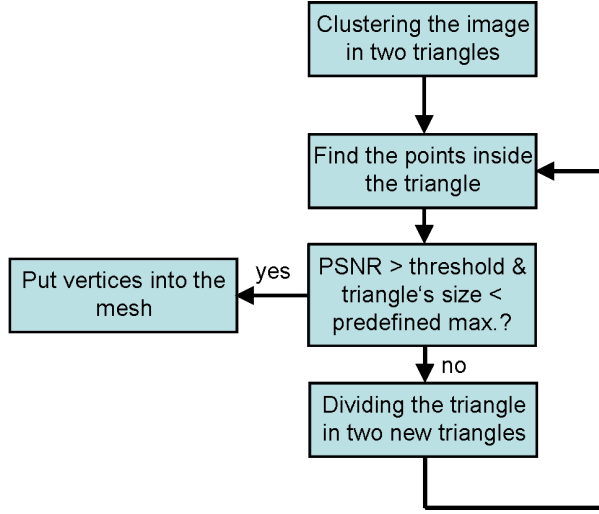 Clustering the image
in two triangles
Find the points inside
the triangle
PSNR > threshold &
triangle‘s size <
predefined max.?
yes
Put vertices into the
mesh
no
Dividing the triangle
in two new triangles